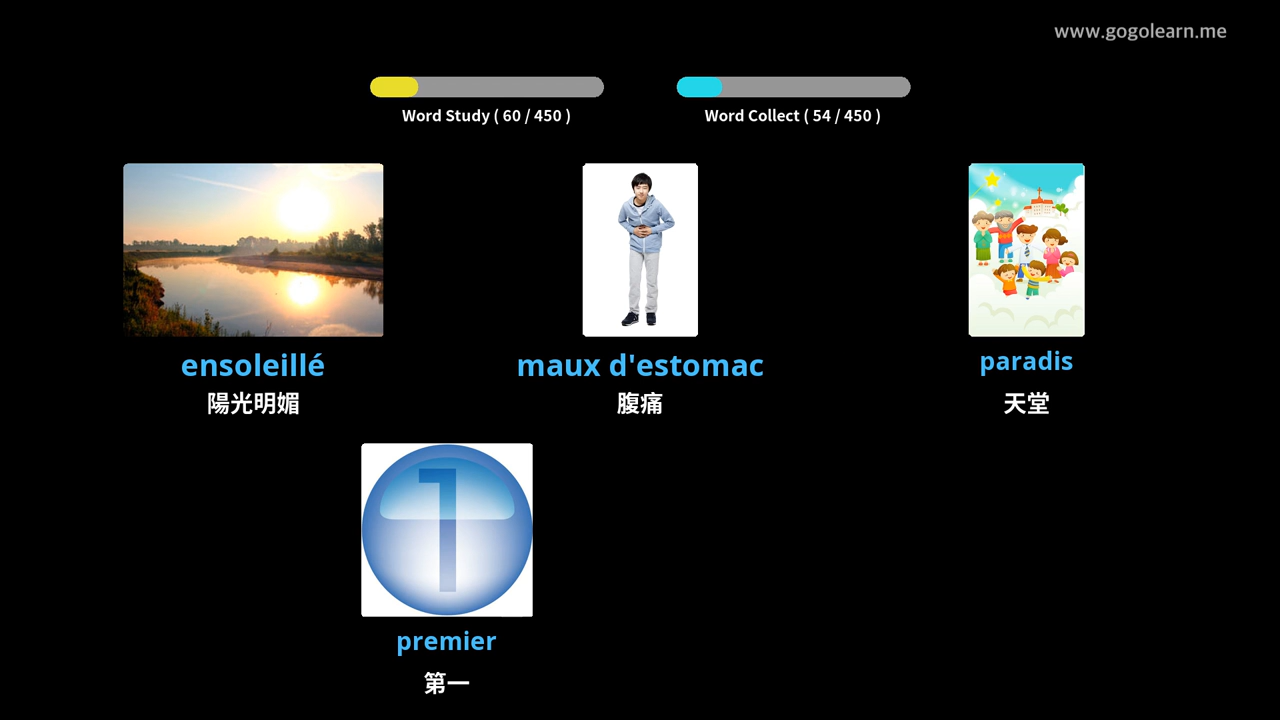 www.gogolearn.me
Word Study ( 60 / 450 )
Word Collect ( 54 / 450 )
ensoleillé
陽光明媚
maux d'estomac
腹痛
paradis
天堂
1
premier
第一